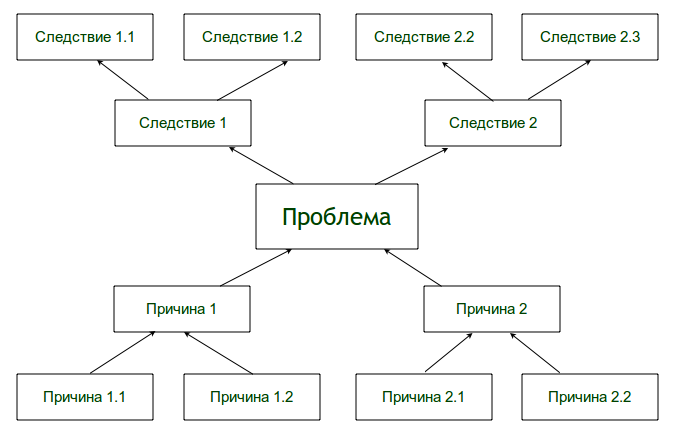 Следствие 1.1
Следствие 1.2
Следствие 2.2
Следствие 2.3
Следствие 1
Следствие 2
Проблема
Причина 1
Причина 2
Причина 1.1
Причина 1.2
Причина 2.1
Причина 2.2